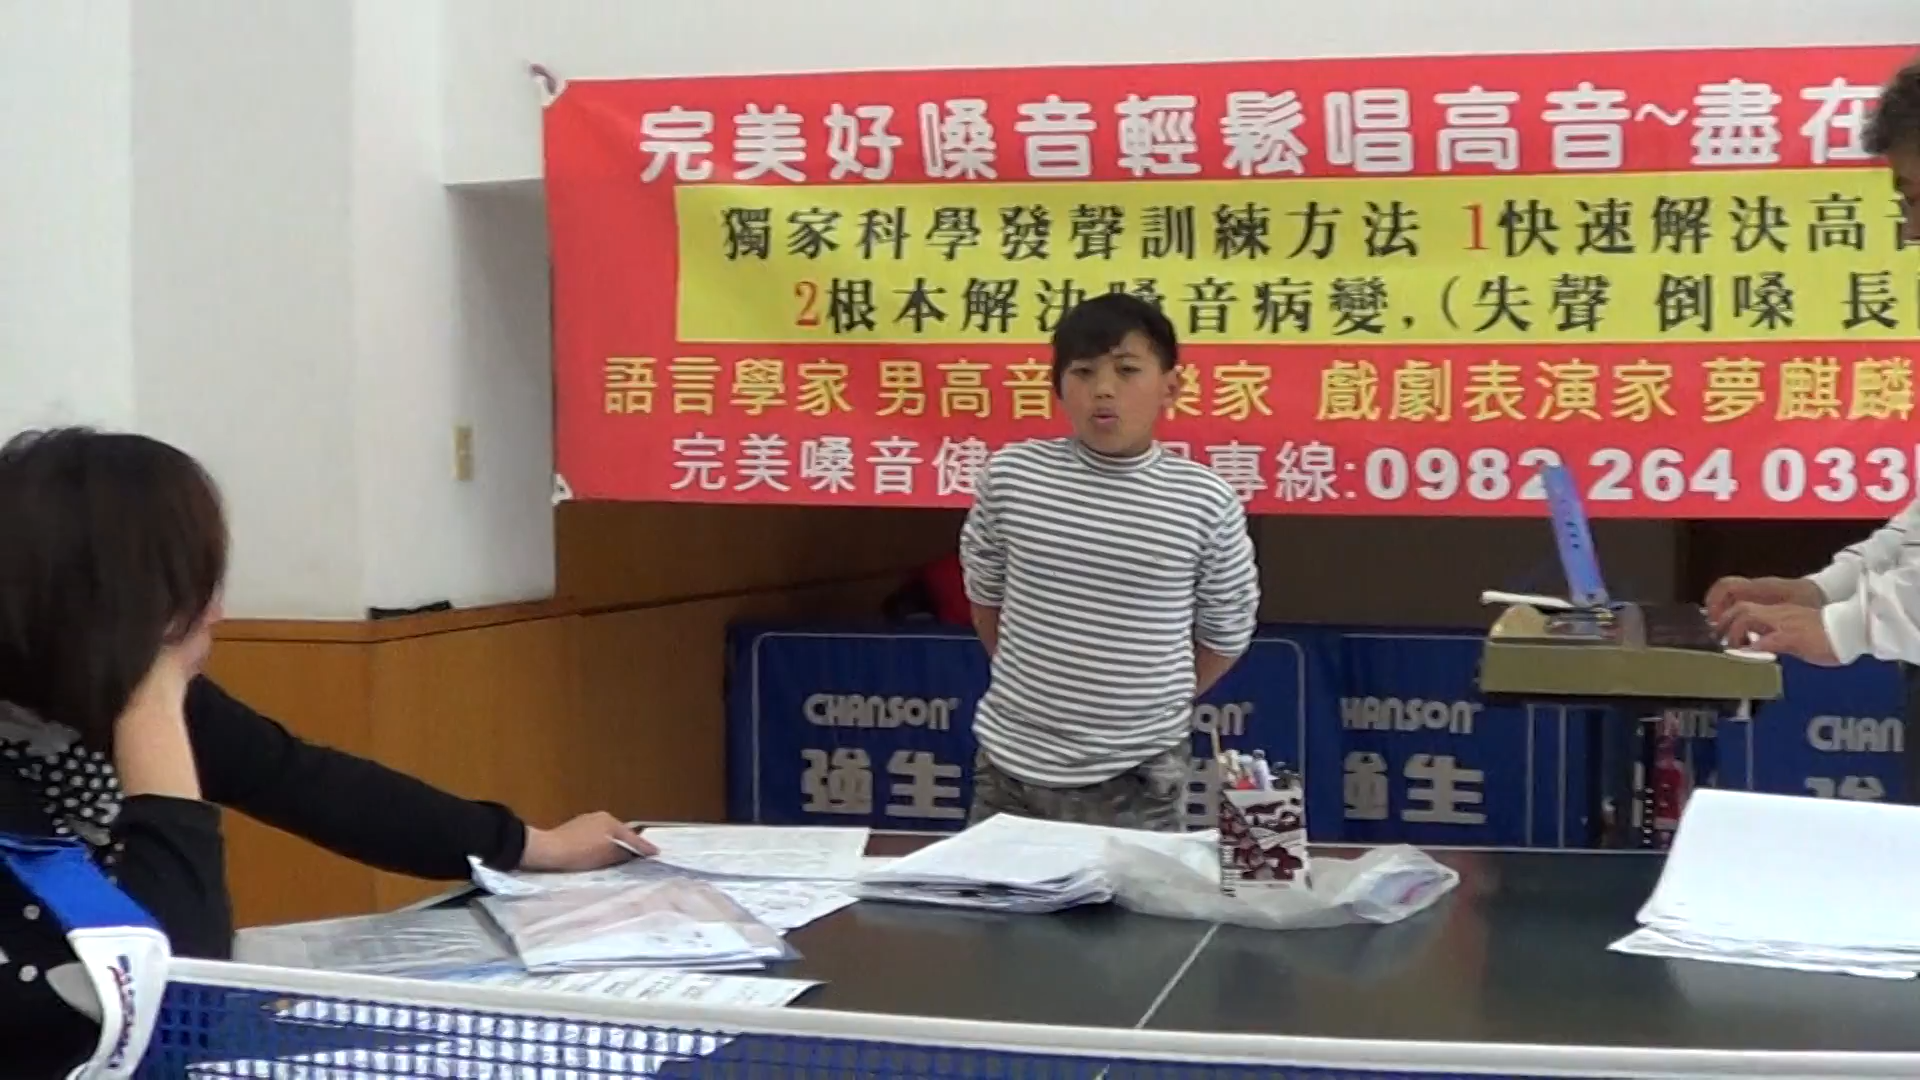 完美好嗓音輕鬆唱高音~盡在
獨家科學發聲訓練方法 1快速解決高音
2根本解決嗓音病變,(失聲 倒嗓 長
語言學家 男高音 樂家 戲劇表演家 夢麒麟
完美嗓音健 專線:0982 264 033
CHANSON
強生
HANSON
強生
CHAN